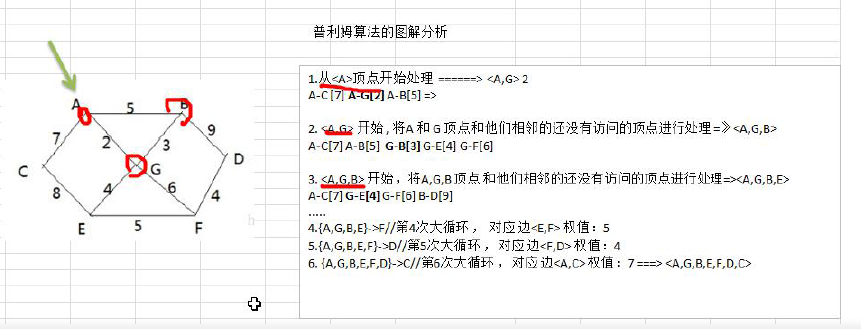 普利姆算法的图解分析
A
5
B
7
2
3
9
C
G
D
8
4
6
4
E
5
F
1.从<A>顶点开始处理 ======> <A,G> 2
A-C [7] A-G[2] A-B[5] =>
2. <A,G> 开始 , 将A 和 G 顶点和他们相邻的还没有访问的顶点进行处理 =》<A,G,B>
A-C[7] A-B[5] G-B[3] G-E[4] G-F[6]
3. <A,G,B> 开始，将A,G,B 顶点和他们相邻的还没有访问的顶点进行处理=><A,G,B,E>
A-C[7] G-E[4] G-F[6] B-D[9]
.....
4.{A,G,B,E}->F//第4次大循环 ， 对应边<E,F> 权值：5
5.{A,G,B,E,F}->D//第5次大循环 ， 对应边<F,D> 权值：4
6. {A,G,B,E,F,D}->C//第6次大循环 ，对应边<A,C> 权值：7 ===> <A,G,B,E,F,D,C>